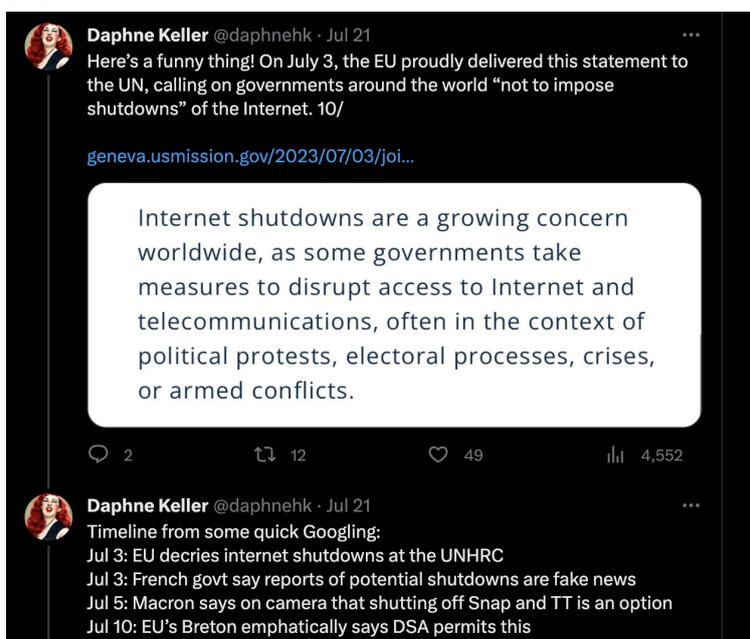 Daphne Keller @daphnehk · Jul 21
Here’s a funny thing! On July 3, the EU proudly delivered this statement to
the UN, calling on governments around the world “not to impose
shutdowns” of the Internet. 10/
geneva.usmission.gov/2023/07/03/joi...
Internet shutdowns are a growing concern
worldwide, as some governments take
measures to disrupt access to Internet and
telecommunications, often in the context of
political protests, electoral processes, crises,
or armed conflicts.
2 12 49 4,552
Daphne Keller @daphnehk · Jul 21
Timeline from some quick Googling:
Jul 3: EU decries internet shutdowns at the UNHRC
Jul 3: French govt say reports of potential shutdowns are fake news
Jul 5: Macron says on camera that shutting off Snap and TT is an option
Jul 10: EU’s Breton emphatically says DSA permits this